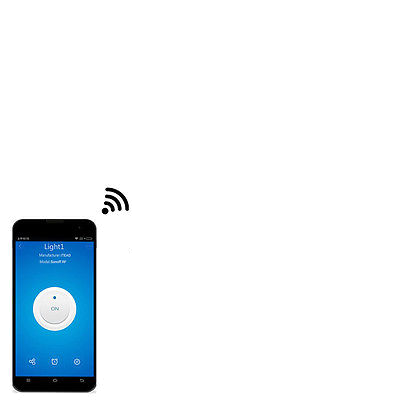 Light1
Manufacturer: ITEAD
Model: Sonoff RF
ON